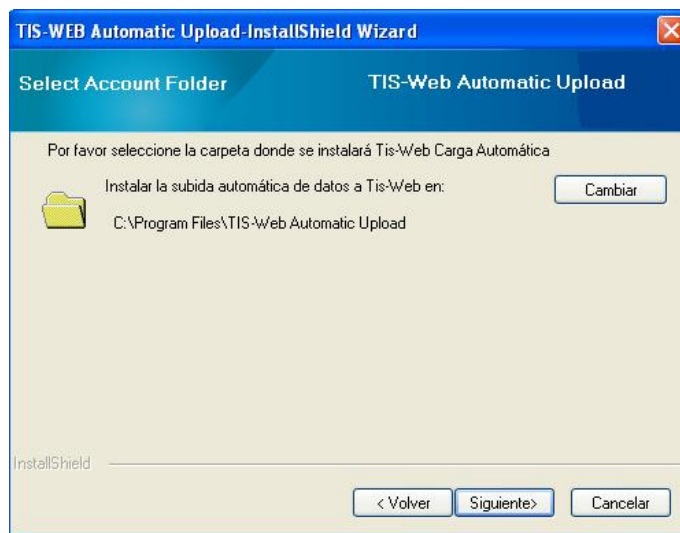 TIS-WEB Automatic Upload-InstallShield Wizard
Select Account Folder
TIS-Web Automatic Upload
Por favor seleccione la carpeta donde se instalará Tis-Web Carga Automática
Instalar la subida automática de datos a Tis-Web en:
Cambiar
C:\Program Files\TIS-Web Automatic Upload
InstallShield
< Volver
Siguiente>
Cancelar